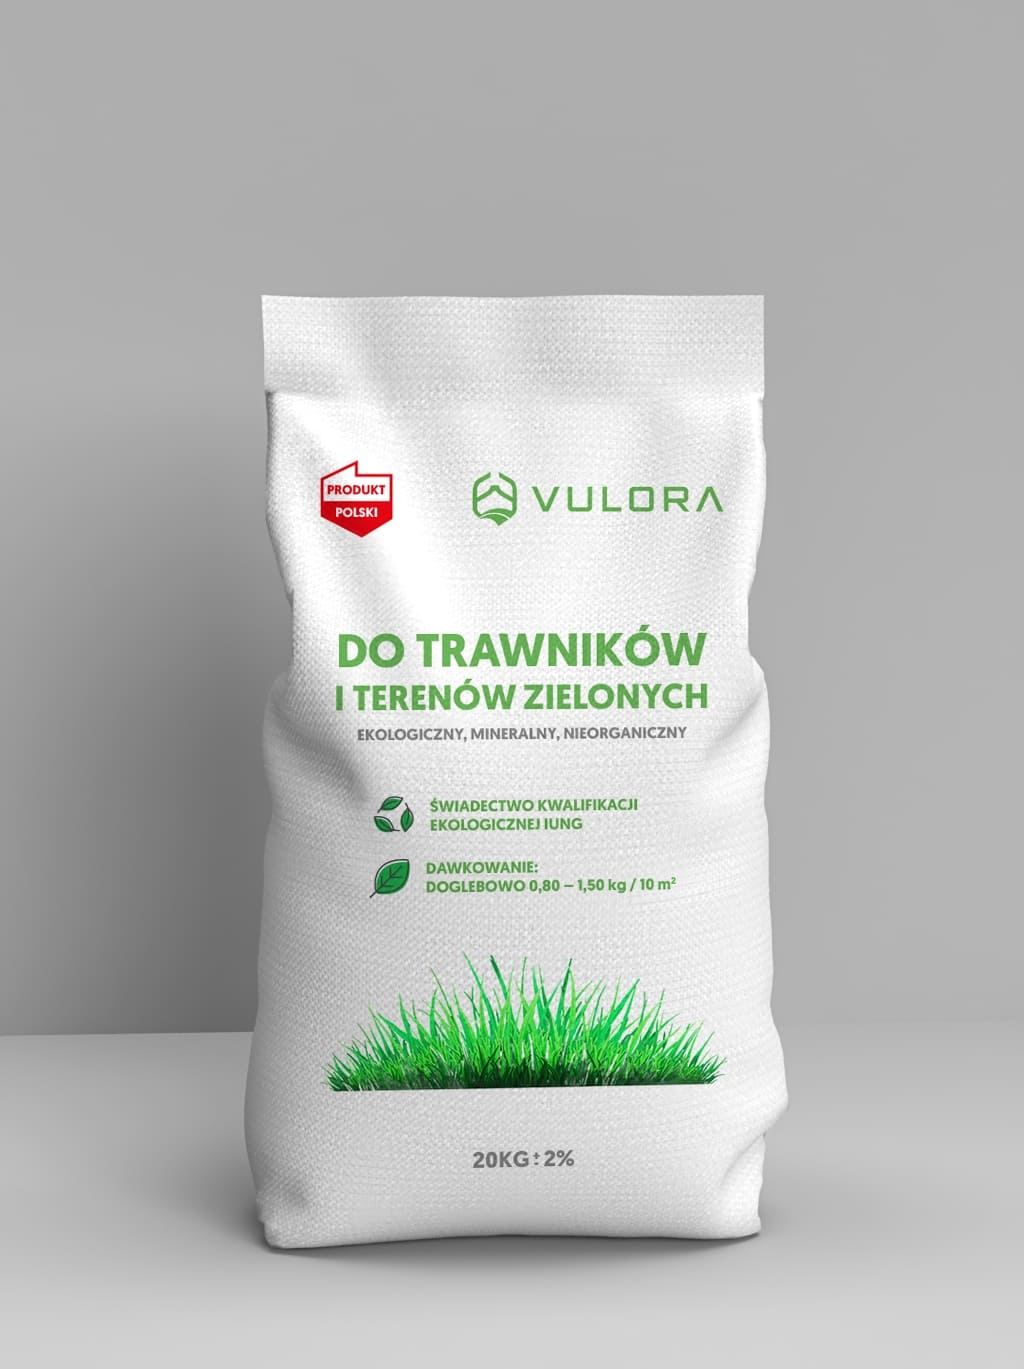 PRODUKT
POLSKI
VULORA
DO TRAWNIKÓW
I TERENÓW ZIELONYCH
EKOLOGICZNY, MINERALNY, NIEORGANICZNY
ŚWIADECTWO KWALIFIKACJI
EKOLOGICZNEJ IUNG
DAWKOWANIE:
DOGLEBOWO 0,80 – 1,50 kg / 10 m²
20KG ± 2%